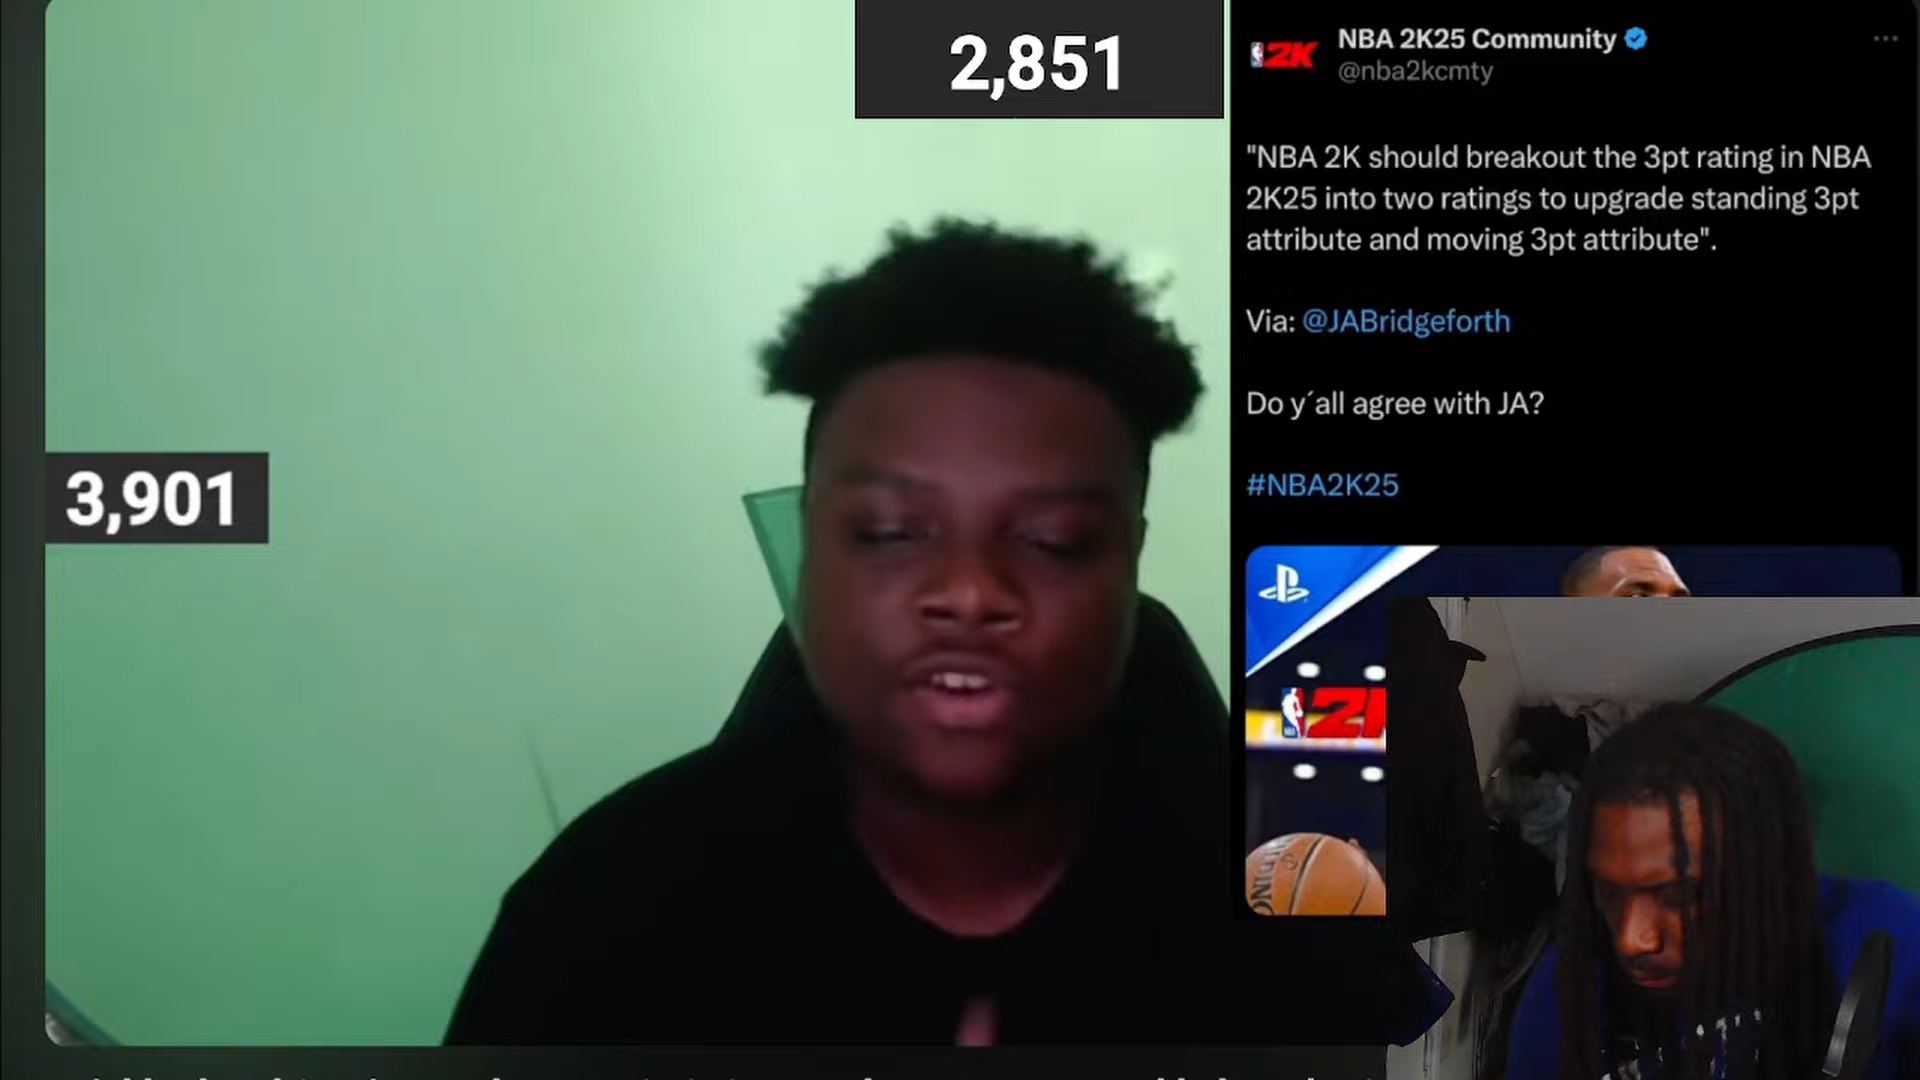 2,851
3,901
NBA 2K25 Community
@nba2kcmty
"NBA 2K should breakout the 3pt rating in NBA
2K25 into two ratings to upgrade standing 3pt
attribute and moving 3pt attribute".
Via: @JABridgeforth
Do y´all agree with JA?
#NBA2K25
2K